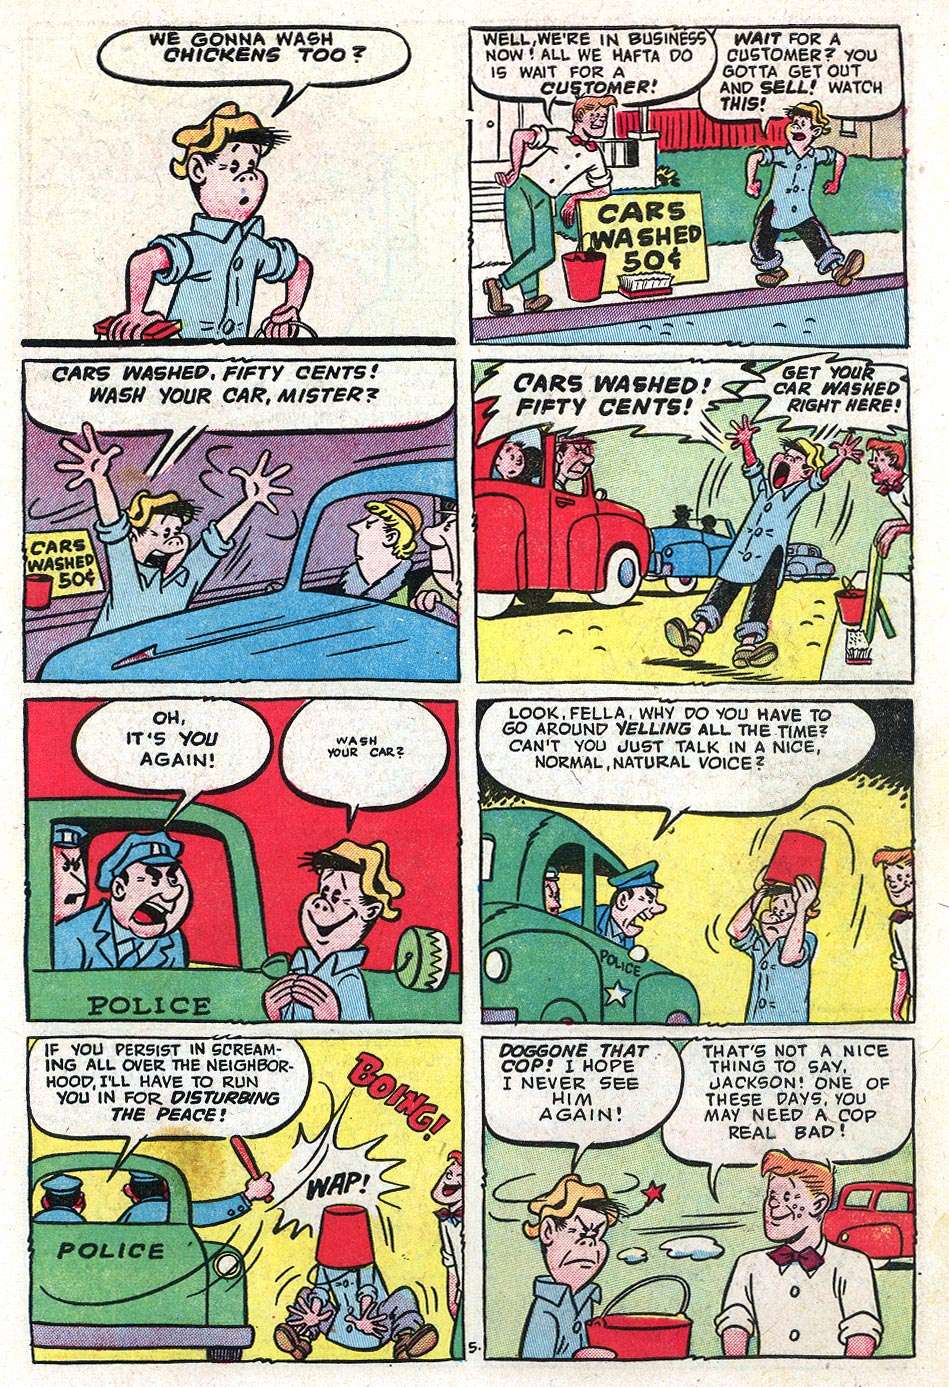 WE GONNA WASH
CHICKENS TOO?
WELL, WE'RE IN BUSINESS
NOW! ALL WE HAFTA DO
IS WAIT FOR A
CUSTOMER!
WAIT FOR A
CUSTOMER? YOU
GOTTA GET OUT
AND SELL! WATCH
THIS!
CARS
WASHED
50¢
CARS WASHED, FIFTY CENTS!
WASH YOUR CAR, MISTER?
CARS
WASHED
50¢
CARS WASHED!
FIFTY CENTS!
GET YOUR
CAR WASHED
RIGHT HERE!
OH,
IT'S YOU
AGAIN!
WASH
YOUR CAR?
POLICE
LOOK, FELLA, WHY DO YOU HAVE TO
GO AROUND YELLING ALL THE TIME?
CAN'T YOU JUST TALK IN A NICE,
NORMAL, NATURAL VOICE?
POLICE
IF YOU PERSIST IN SCREAM-
ING ALL OVER THE NEIGHBOR-
HOOD, I'LL HAVE TO RUN
YOU IN FOR DISTURBING
THE PEACE!
BOING!
WAP!
POLICE
DOGGONE THAT
COP! I HOPE
I NEVER SEE
HIM
AGAIN!
THAT'S NOT A NICE
THING TO SAY,
JACKSON! ONE OF
THESE DAYS, YOU
MAY NEED A COP
REAL BAD!
5.